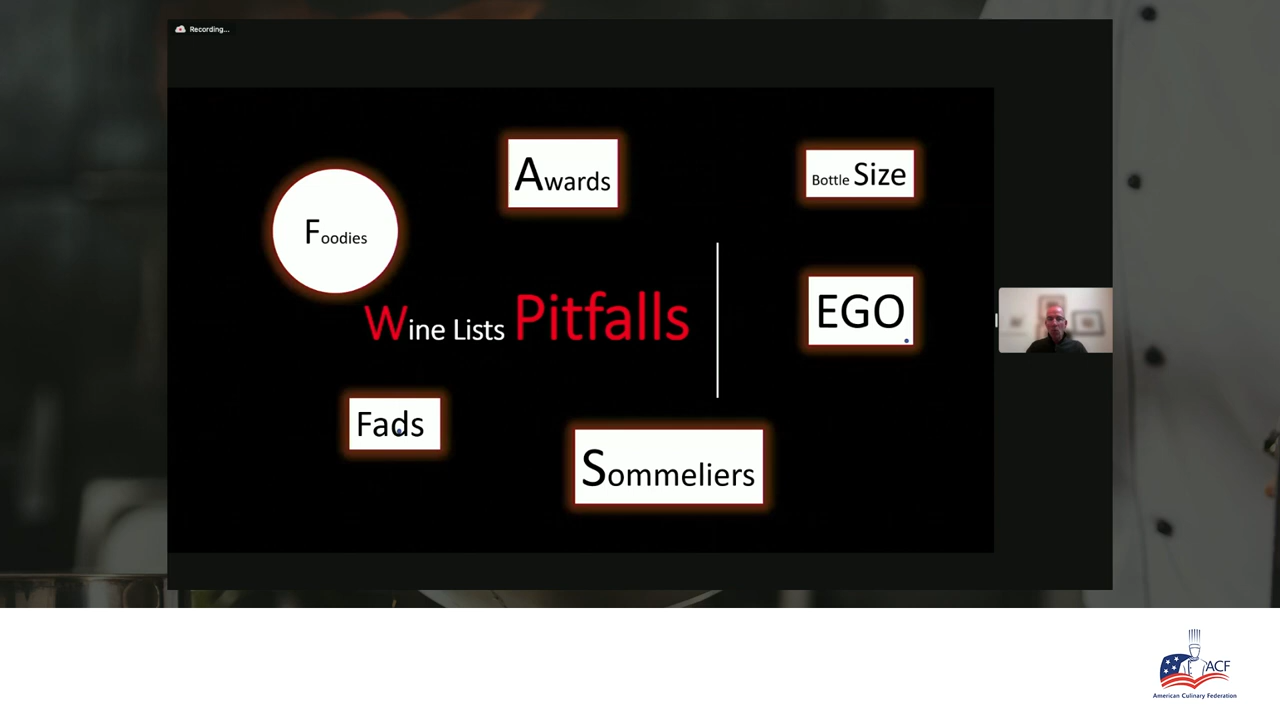 Recording...
Awards
Bottle Size
Foodies
EGO
Wine Lists Pitfalls
Fads
Sommeliers
ACF
American Culinary Federation